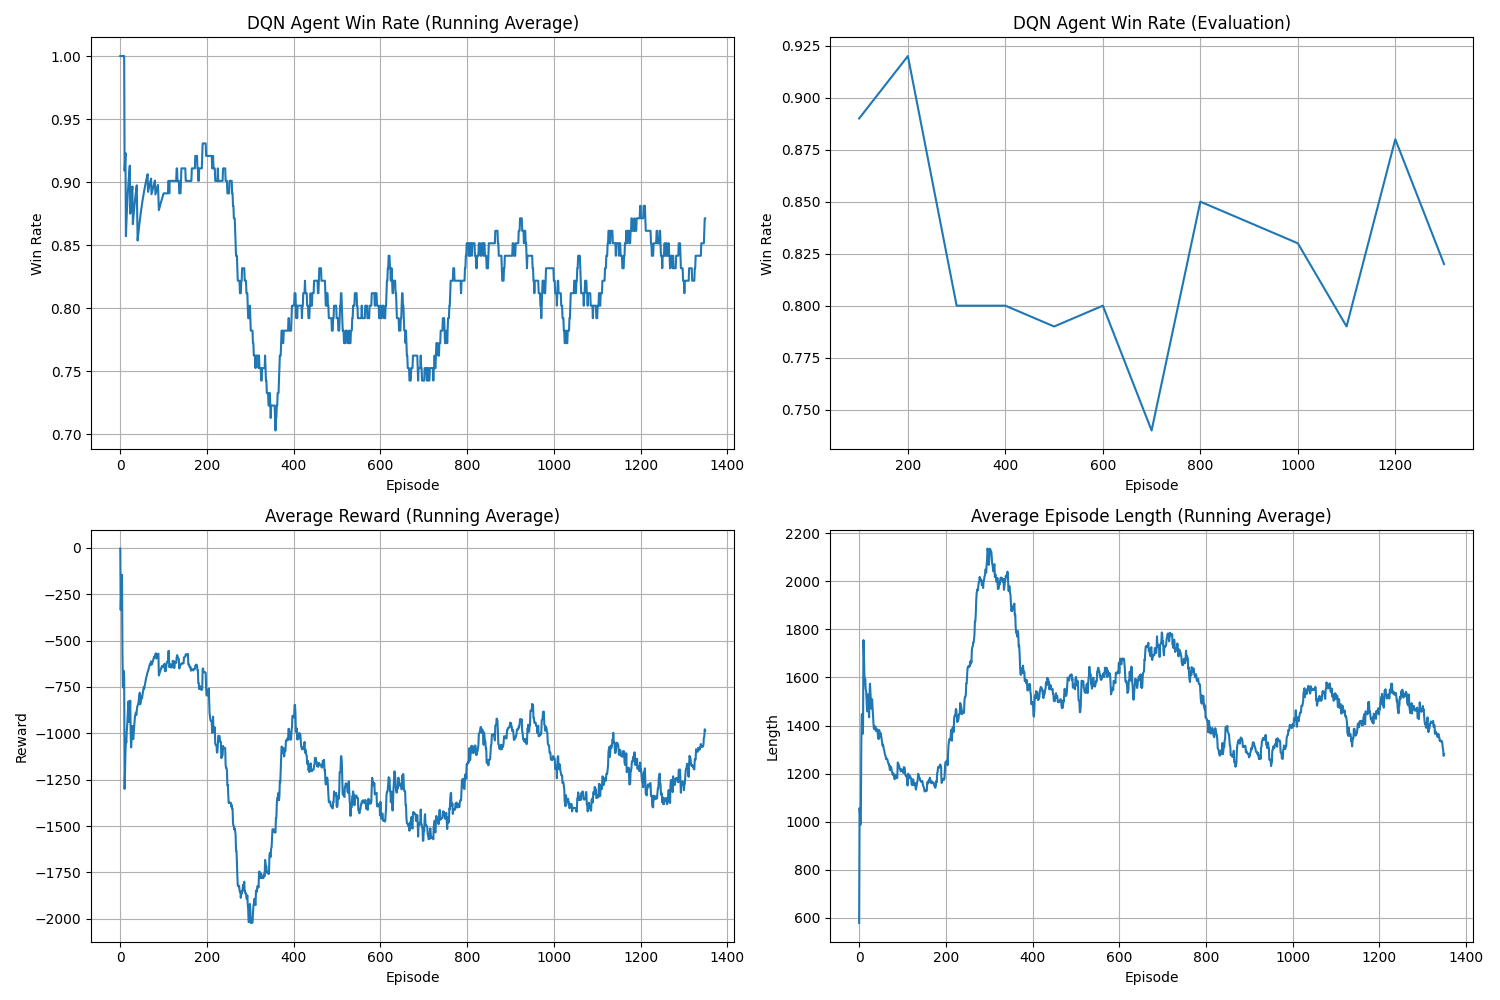 DQN Agent Win Rate (Running Average)
1.00
0.95
0.90
0.85
0.80
0.75
0.70
Win Rate
0 200 400 600 800 1000 1200 1400
Episode
DQN Agent Win Rate (Evaluation)
0.925
0.900
0.875
0.850
0.825
0.800
0.775
0.750
Win Rate
200 400 600 800 1000 1200
Episode
Average Reward (Running Average)
0
−250
−500
−750
−1000
−1250
−1500
−1750
−2000
Reward
0 200 400 600 800 1000 1200 1400
Episode
Average Episode Length (Running Average)
2200
2000
1800
1600
1400
1200
1000
800
600
Length
0 200 400 600 800 1000 1200 1400
Episode